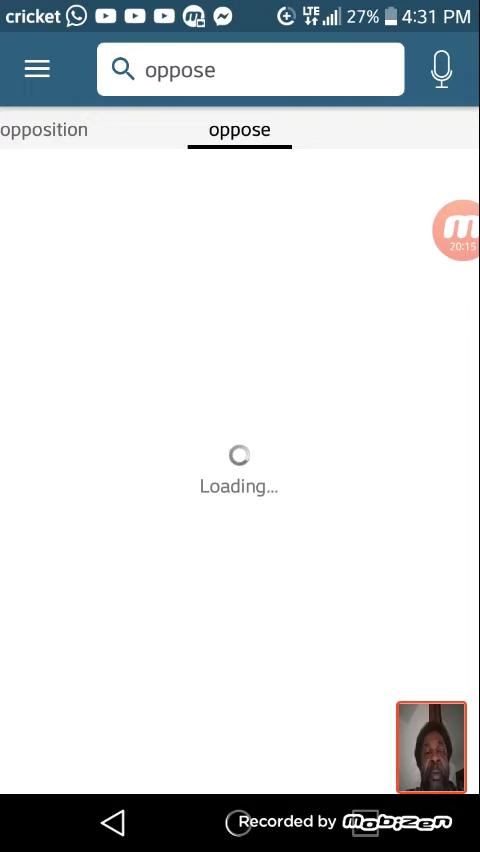 cricket LTE 27% 4:31 PM
oppose
opposition oppose
m
20:15
Loading...
Recorded by mobizen